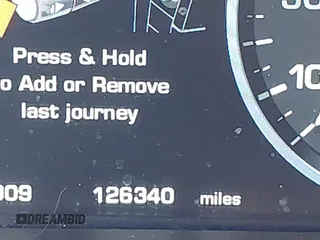 Press & Hold
o Add or Remove
last journey
009 126340 miles
DREAMBID